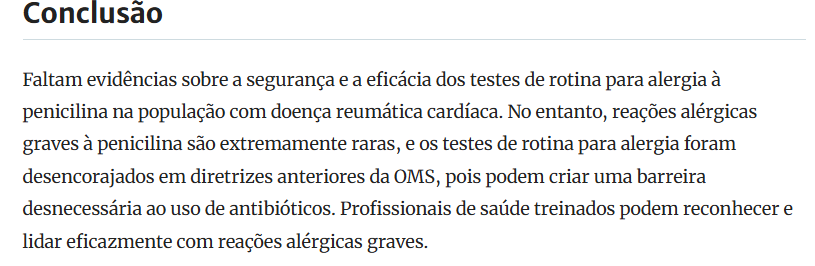 Conclusão
Faltam evidências sobre a segurança e a eficácia dos testes de rotina para alergia à
penicilina na população com doença reumática cardíaca. No entanto, reações alérgicas
graves à penicilina são extremamente raras, e os testes de rotina para alergia foram
desencorajados em diretrizes anteriores da OMS, pois podem criar uma barreira
desnecessária ao uso de antibióticos. Profissionais de saúde treinados podem reconhecer e
lidar eficazmente com reações alérgicas graves.